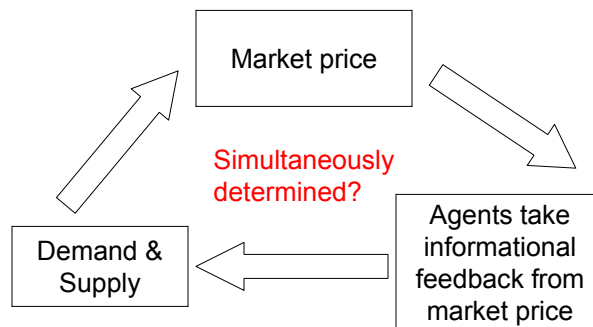 Market price
Simultaneously
determined?
Agents take
informational
feedback from
market price
Demand &
Supply